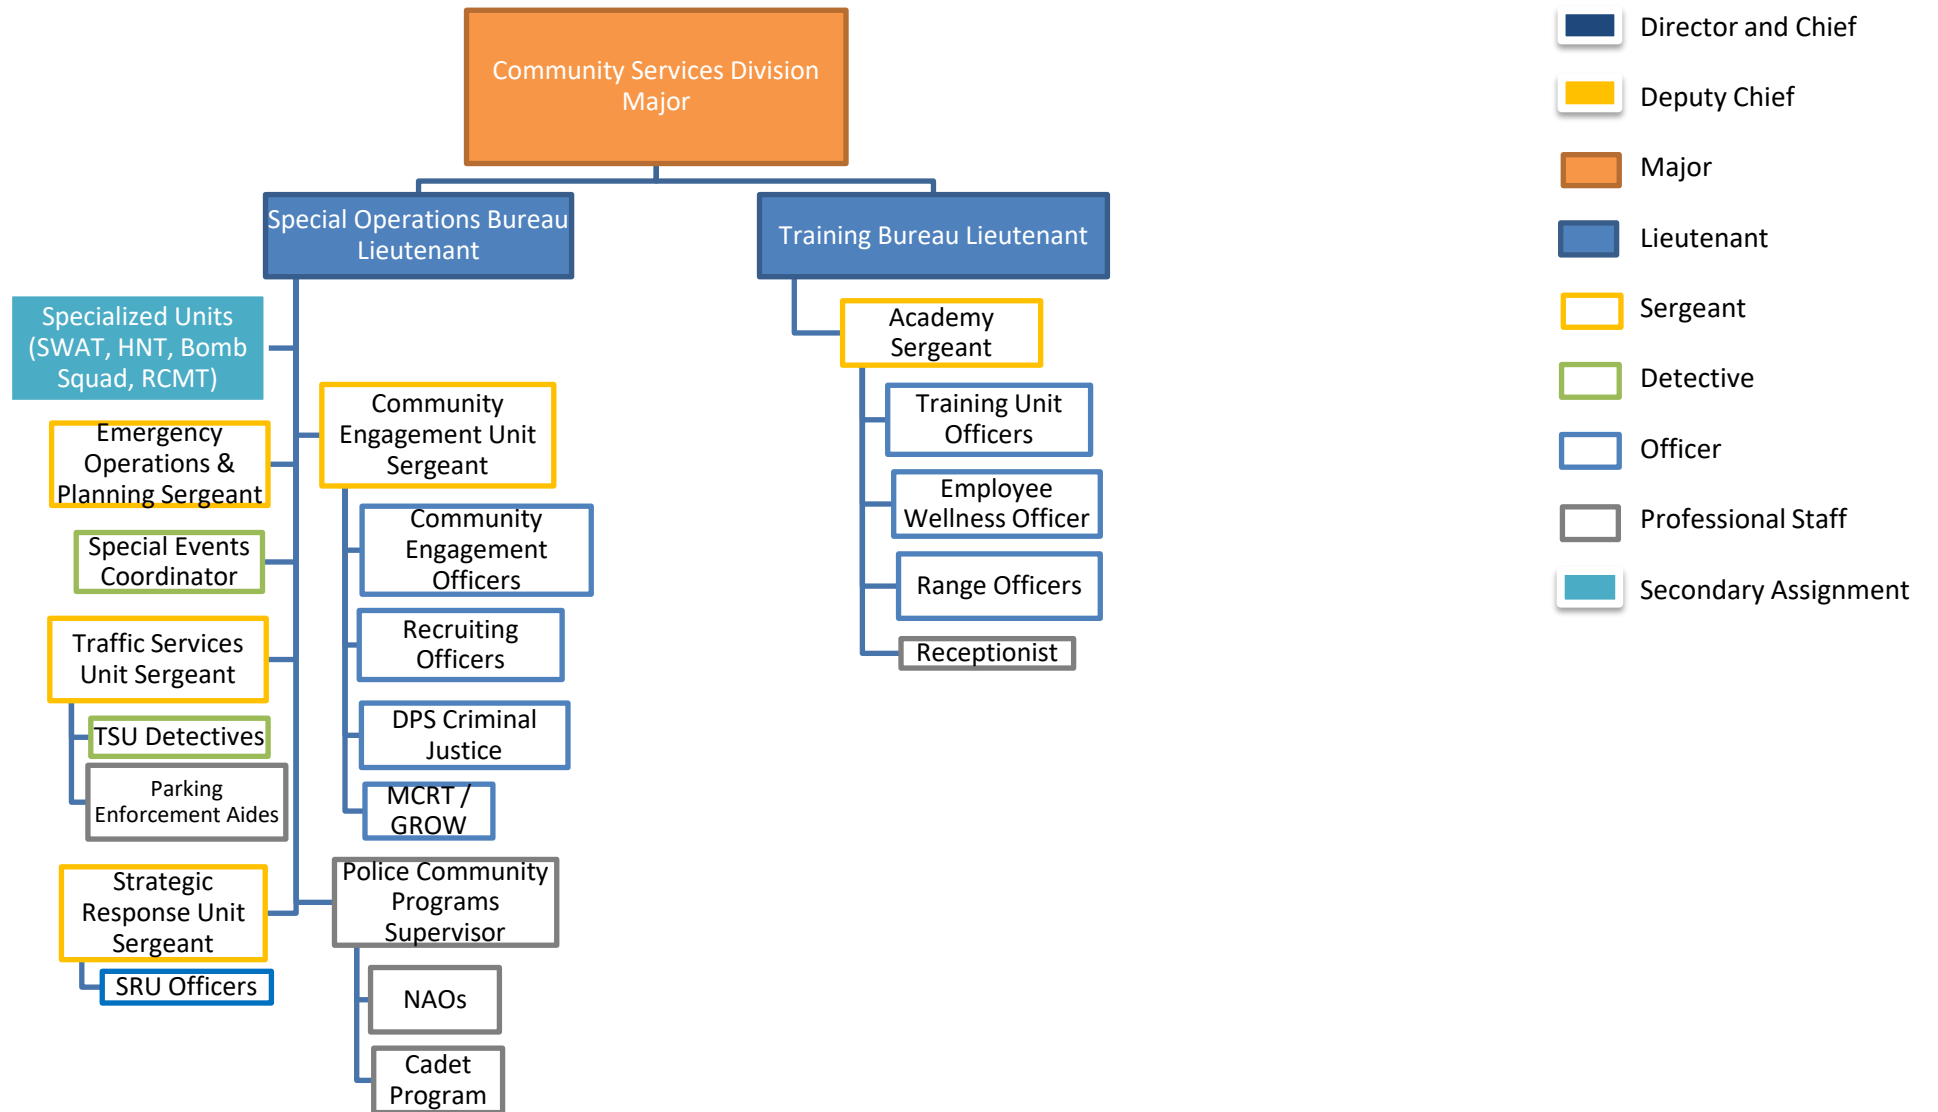 Community Services Division
Major
Special Operations Bureau
Lieutenant
Training Bureau Lieutenant
Specialized Units
(SWAT, HNT, Bomb
Squad, RCMT)
Emergency
Operations &
Planning Sergeant
Special Events
Coordinator
Traffic Services
Unit Sergeant
TSU Detectives
Parking
Enforcement Aides
Strategic
Response Unit
Sergeant
SRU Officers
Community
Engagement Unit
Sergeant
Community
Engagement
Officers
Recruiting
Officers
DPS Criminal
Justice
MCRT /
GROW
Police Community
Programs
Supervisor
NAOs
Cadet
Program
Academy
Sergeant
Training Unit
Officers
Employee
Wellness Officer
Range Officers
Receptionist
Director and Chief
Deputy Chief
Major
Lieutenant
Sergeant
Detective
Officer
Professional Staff
Secondary Assignment